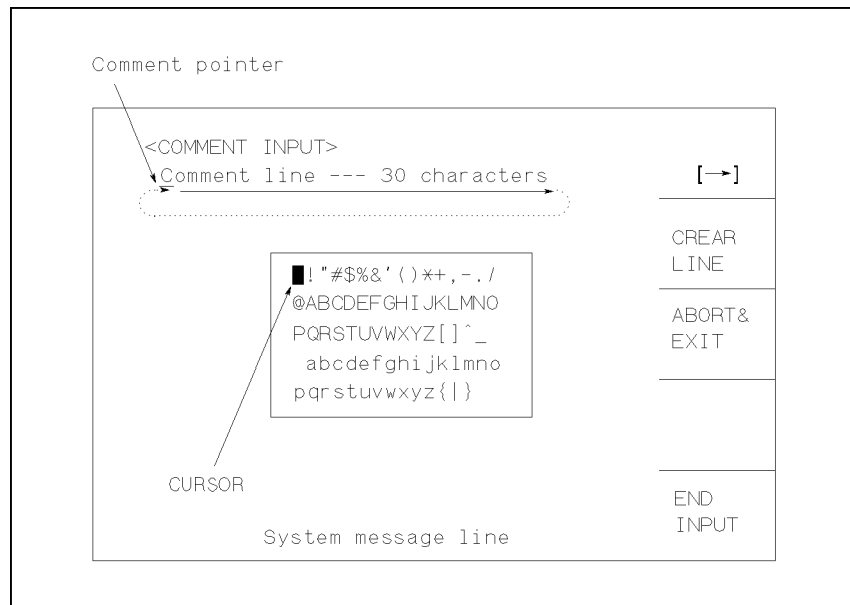 Comment pointer
<COMMENT INPUT>
Comment line --- 30 characters
[→]
CREAR
LINE
ABORT&
EXIT
!"#$%&'()*+,-./
@ABCDEFGHIJKLMNO
PQRSTUVWXYZ[]^_
abcdefghijklmno
pqrstuvwxyz{|}
CURSOR
END
INPUT
System message line